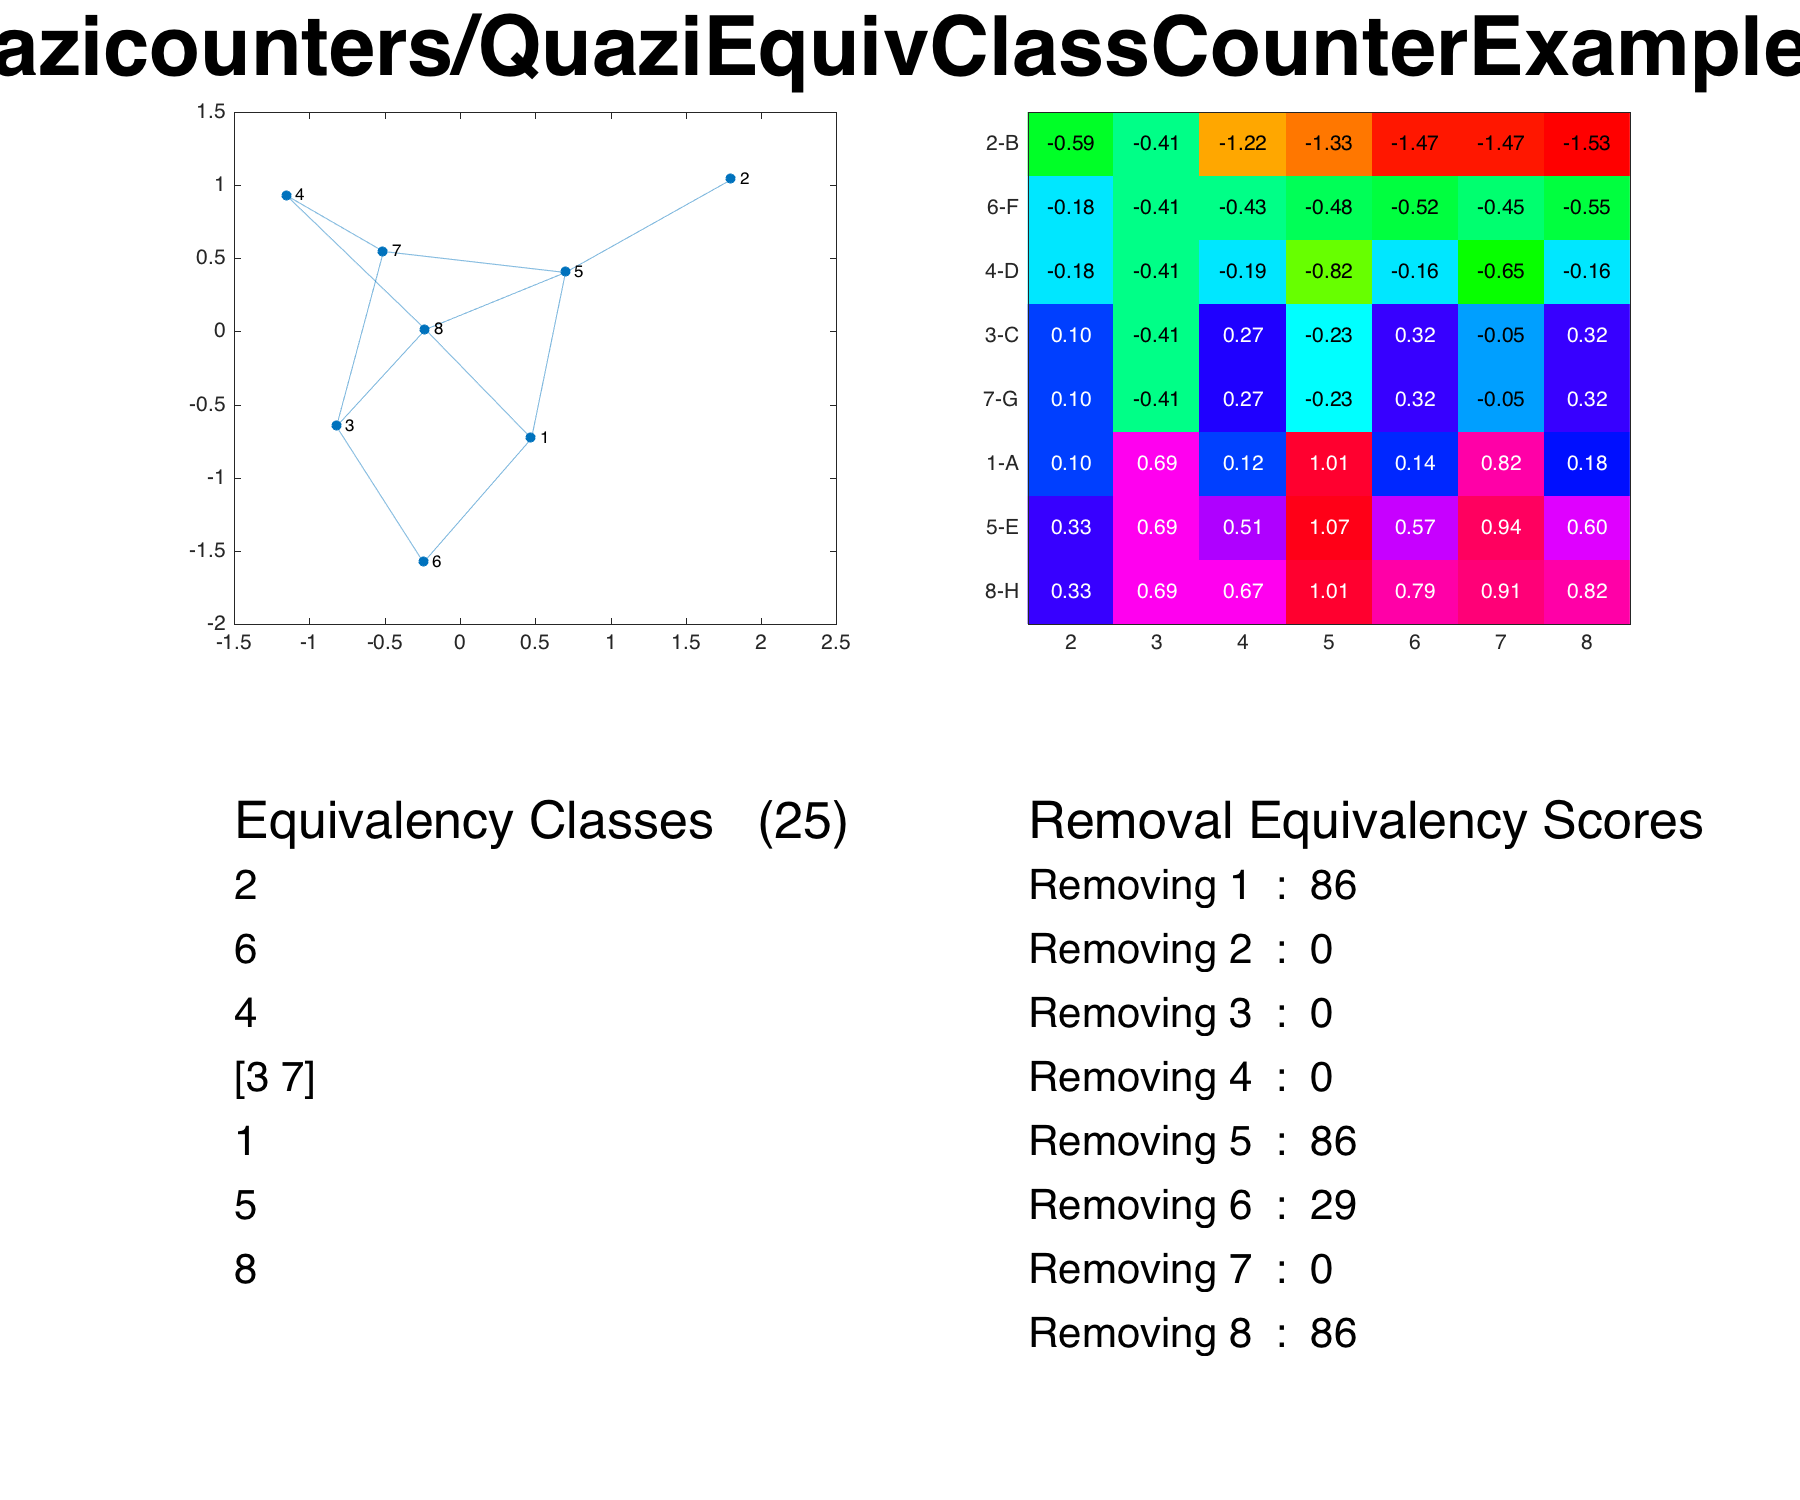 azicounters/QuaziEquivClassCounterExample
1.5
1
0.5
0
-0.5
-1
-1.5
-2
-1.5 -1 -0.5 0 0.5 1 1.5 2 2.5
4
2
7
5
8
3
1
6
2-B -0.59 -0.41 -1.22 -1.33 -1.47 -1.47 -1.53
6-F -0.18 -0.41 -0.43 -0.48 -0.52 -0.45 -0.55
4-D -0.18 -0.41 -0.19 -0.82 -0.16 -0.65 -0.16
3-C 0.10 -0.41 0.27 -0.23 0.32 -0.05 0.32
7-G 0.10 -0.41 0.27 -0.23 0.32 -0.05 0.32
1-A 0.10 0.69 0.12 1.01 0.14 0.82 0.18
5-E 0.33 0.69 0.51 1.07 0.57 0.94 0.60
8-H 0.33 0.69 0.67 1.01 0.79 0.91 0.82
2 3 4 5 6 7 8
Equivalency Classes (25)
2
6
4
[3 7]
1
5
8
Removal Equivalency Scores
Removing 1 : 86
Removing 2 : 0
Removing 3 : 0
Removing 4 : 0
Removing 5 : 86
Removing 6 : 29
Removing 7 : 0
Removing 8 : 86